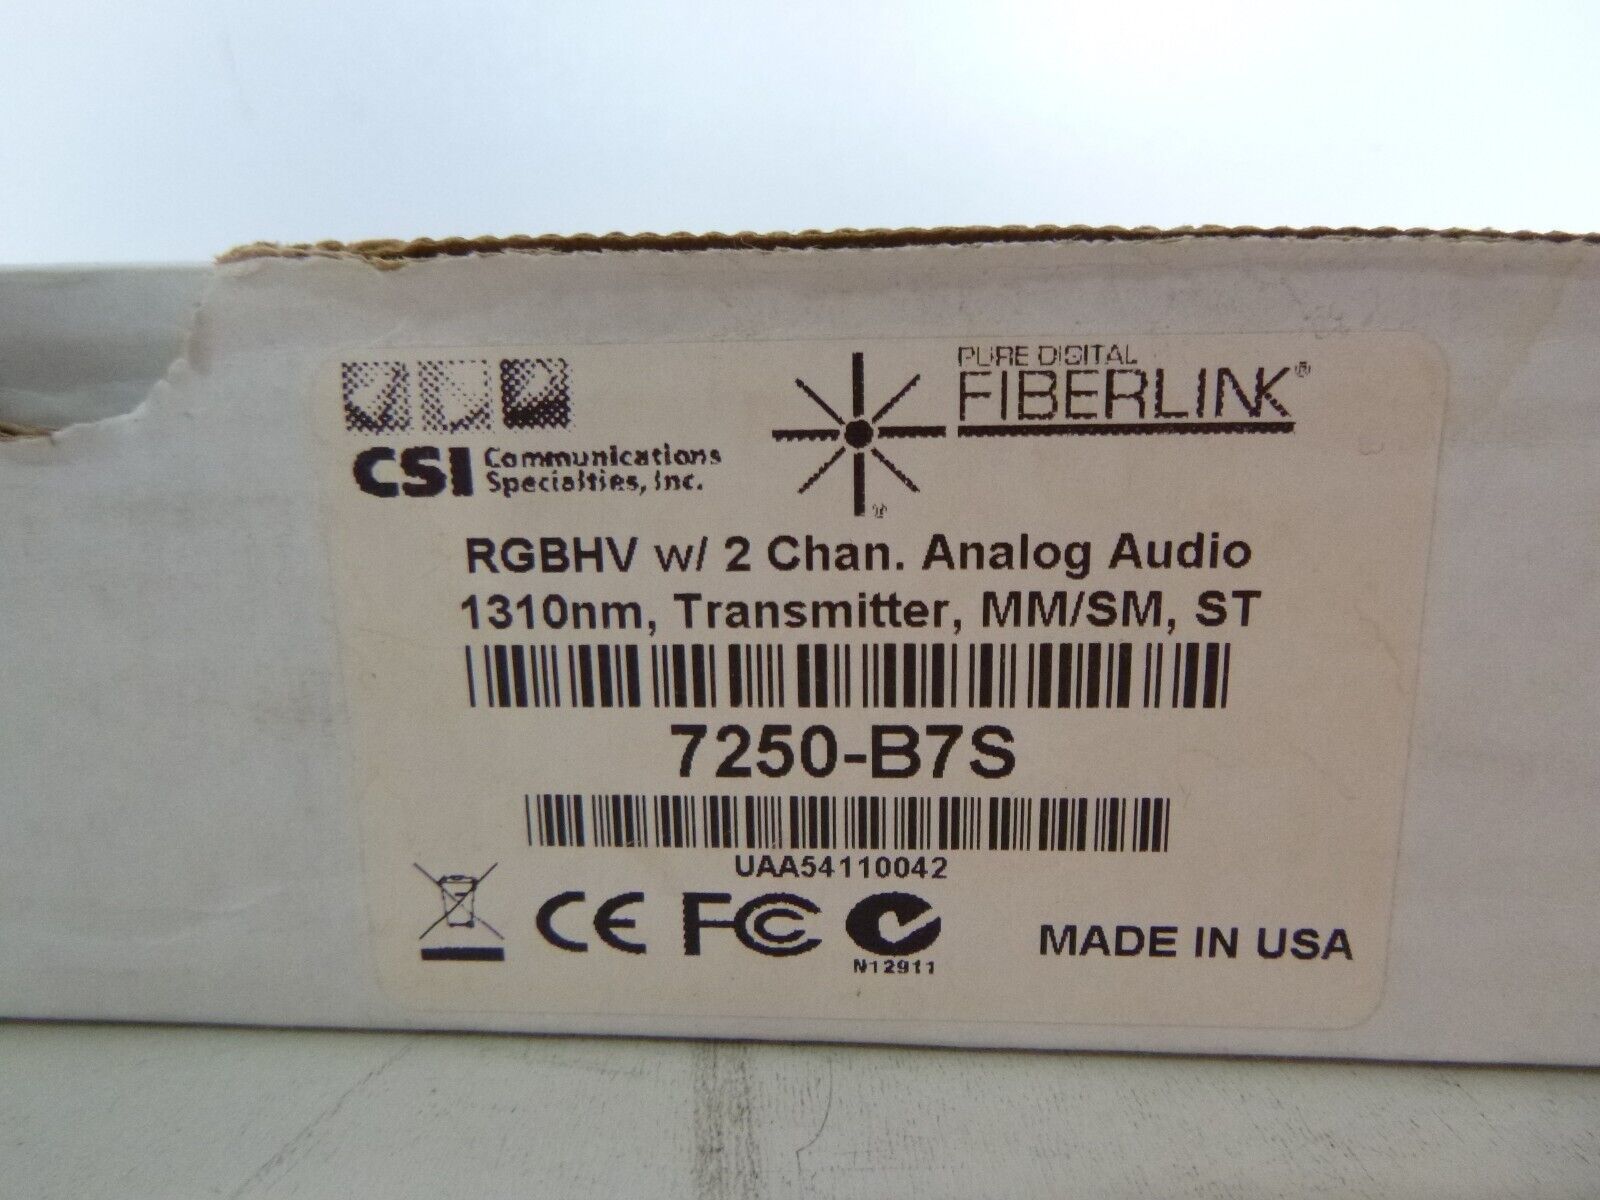 PURE DIGITAL
FIBERLINK®
CSI Communications
Specialties, Inc.
®
RGBHV w/ 2 Chan. Analog Audio
1310nm, Transmitter, MM/SM, ST
7250-B7S
UAA54110042
CE FC
N12911
MADE IN USA